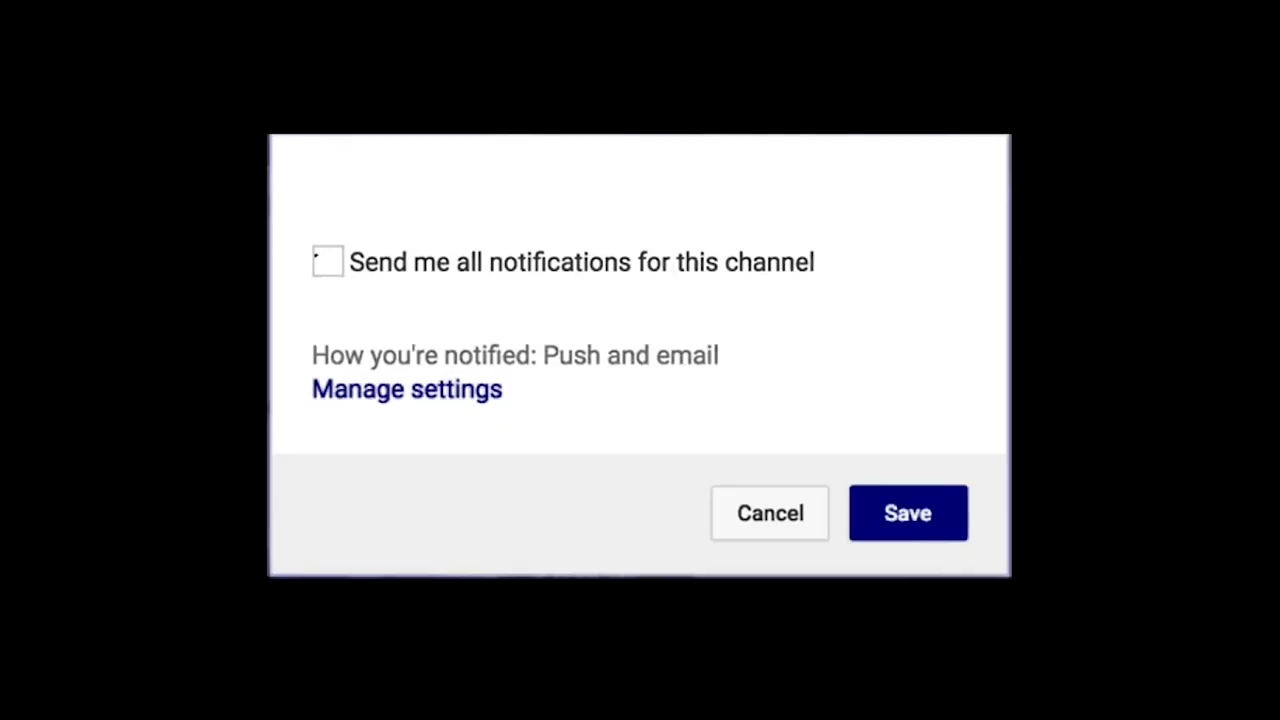 Send me all notifications for this channel
How you're notified: Push and email
Manage settings
Cancel
Save